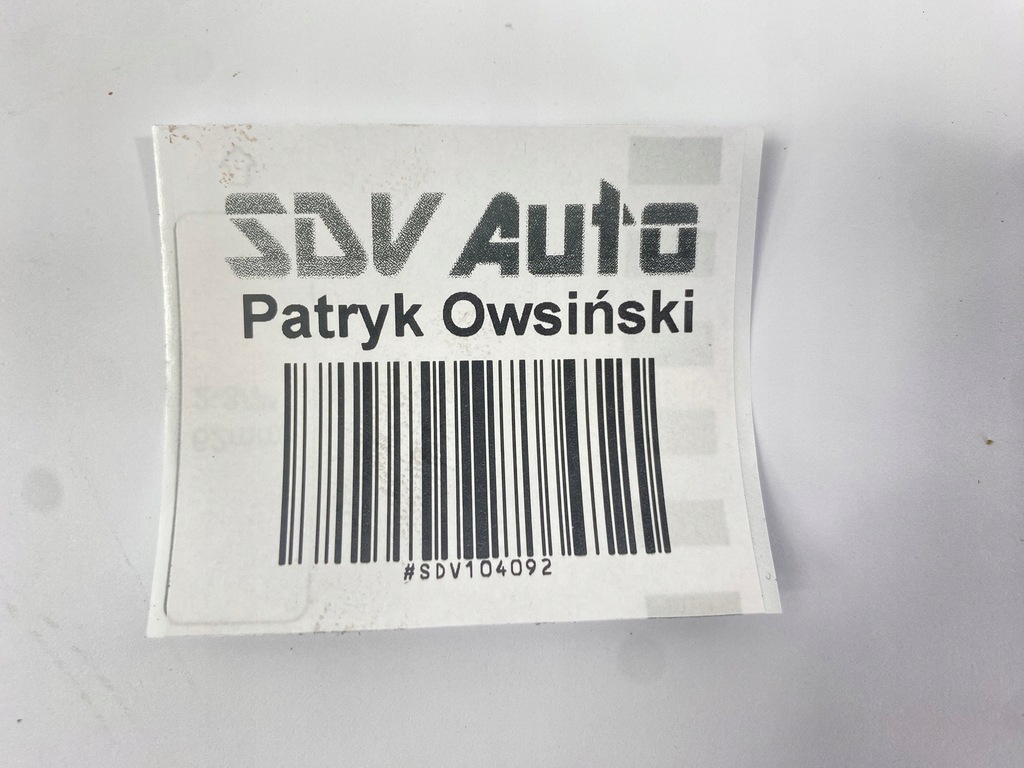 SDV Auto
Patryk Owsiński
#SDV104092